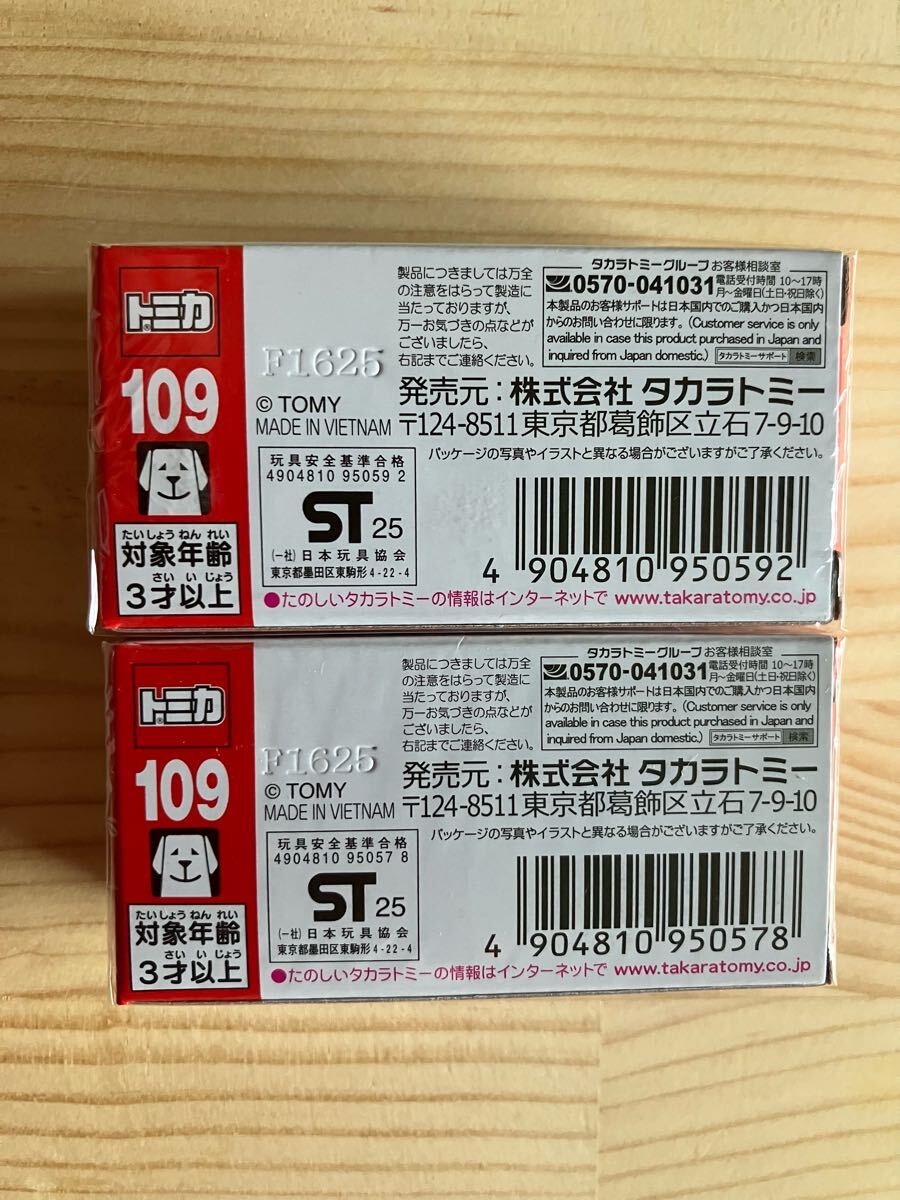 トミカ
®
109
たいしょうねんれい
対象年齢
さいいじょう
3才以上
F1625
© TOMY
MADE IN VIETNAM
製品につきましては万全
の注意をはらって製造に
当たっておりますが、
万一お気づきの点などが
ございましたら、
右記までご連絡ください。
タカラトミーグループお客様相談室
0570-041031 電話受付時間 10〜17時
月〜金曜日(土日・祝日除く)
本製品のお客様サポートは日本国内でのご購入かつ日本国内
からのお問い合わせに限ります。(Customer service is only
available in case this product purchased in Japan and
inquired from Japan domestic.) タカラトミーサポート 検索
発売元：株式会社 タカラトミー
〒124-8511 東京都葛飾区立石7-9-10
パッケージの写真やイラストと異なる場合がございますがご了承ください。
玩具安全基準合格
4904810 95059 2
ST 25
(一社)日本玩具協会
東京都墨田区東駒形4-22-4
4 904810 950592
●たのしいタカラトミーの情報はインターネットで www.takaratomy.co.jp
トミカ
®
109
たいしょうねんれい
対象年齢
さいいじょう
3才以上
F1625
© TOMY
MADE IN VIETNAM
製品につきましては万全
の注意をはらって製造に
当たっておりますが、
万一お気づきの点などが
ございましたら、
右記までご連絡ください。
タカラトミーグループお客様相談室
0570-041031 電話受付時間 10〜17時
月〜金曜日(土日・祝日除く)
本製品のお客様サポートは日本国内でのご購入かつ日本国内
からのお問い合わせに限ります。(Customer service is only
available in case this product purchased in Japan and
inquired from Japan domestic.) タカラトミーサポート 検索
発売元：株式会社 タカラトミー
〒124-8511 東京都葛飾区立石7-9-10
パッケージの写真やイラストと異なる場合がございますがご了承ください。
玩具安全基準合格
4904810 95057 8
ST 25
(一社)日本玩具協会
東京都墨田区東駒形4-22-4
4 904810 950578
●たのしいタカラトミーの情報はインターネットで www.takaratomy.co.jp